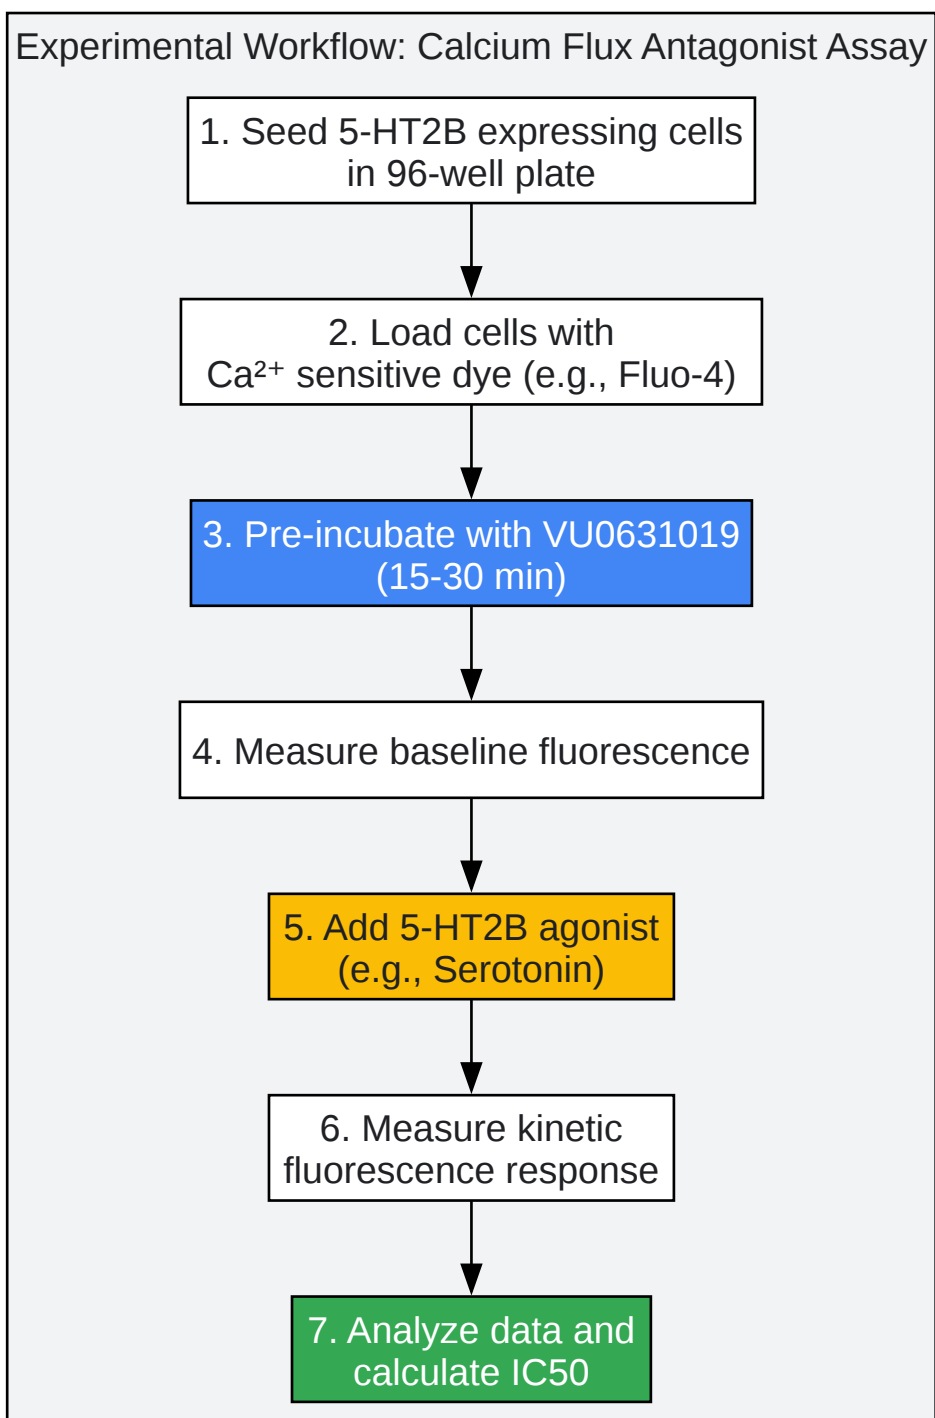 Experimental Workflow: Calcium Flux Antagonist Assay
1. Seed 5-HT2B expressing cells
in 96-well plate
2. Load cells with
Ca²⁺ sensitive dye (e.g., Fluo-4)
3. Pre-incubate with VU0631019
(15-30 min)
4. Measure baseline fluorescence
5. Add 5-HT2B agonist
(e.g., Serotonin)
6. Measure kinetic
fluorescence response
7. Analyze data and
calculate IC50